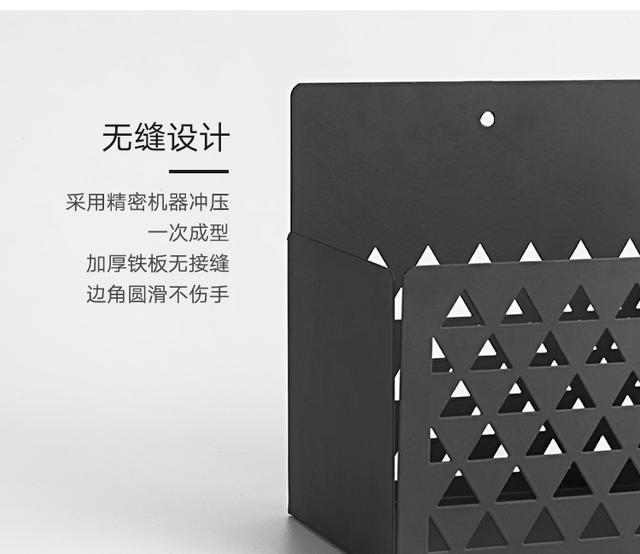 无缝设计
采用精密机器冲压
一次成型
加厚铁板无接缝
边角圆滑不伤手